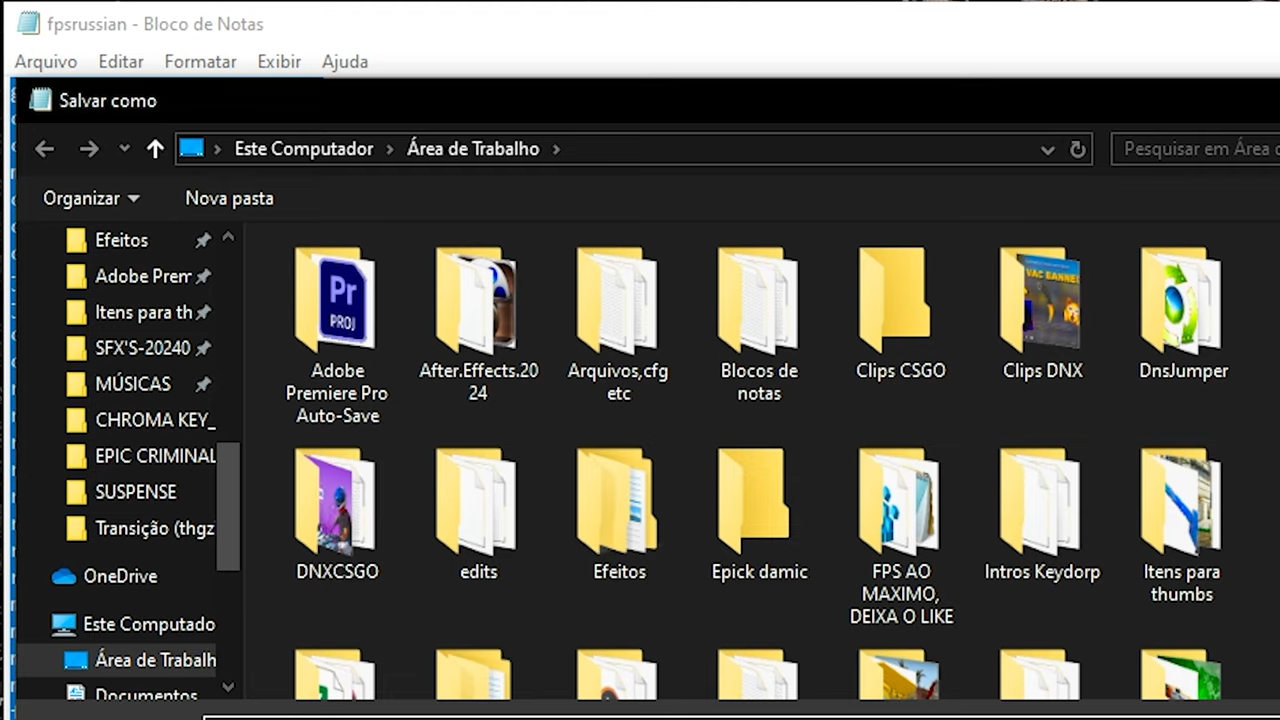 fpsrussian - Bloco de Notas
Arquivo Editar Formatar Exibir Ajuda
Salvar como
Este Computador > Área de Trabalho >
Pesquisar em Área
Organizar
Nova pasta
Efeitos
Adobe Prem
Itens para th
SFX'S-20240
MÚSICAS
CHROMA KEY_
EPIC CRIMINAL
SUSPENSE
Transição (thgz
OneDrive
Este Computado
Área de Trabalh
Documentos
Pr
PROJ
Adobe
Premiere Pro
Auto-Save
After.Effects.20
24
Arquivos,cfg
etc
Blocos de
notas
Clips CSGO
VAC BANNE
Clips DNX
DnsJumper
DNXCSGO
edits
Efeitos
Epick damic
FPS AO
MAXIMO,
DEIXA O LIKE
Intros Keydorp
Itens para
thumbs